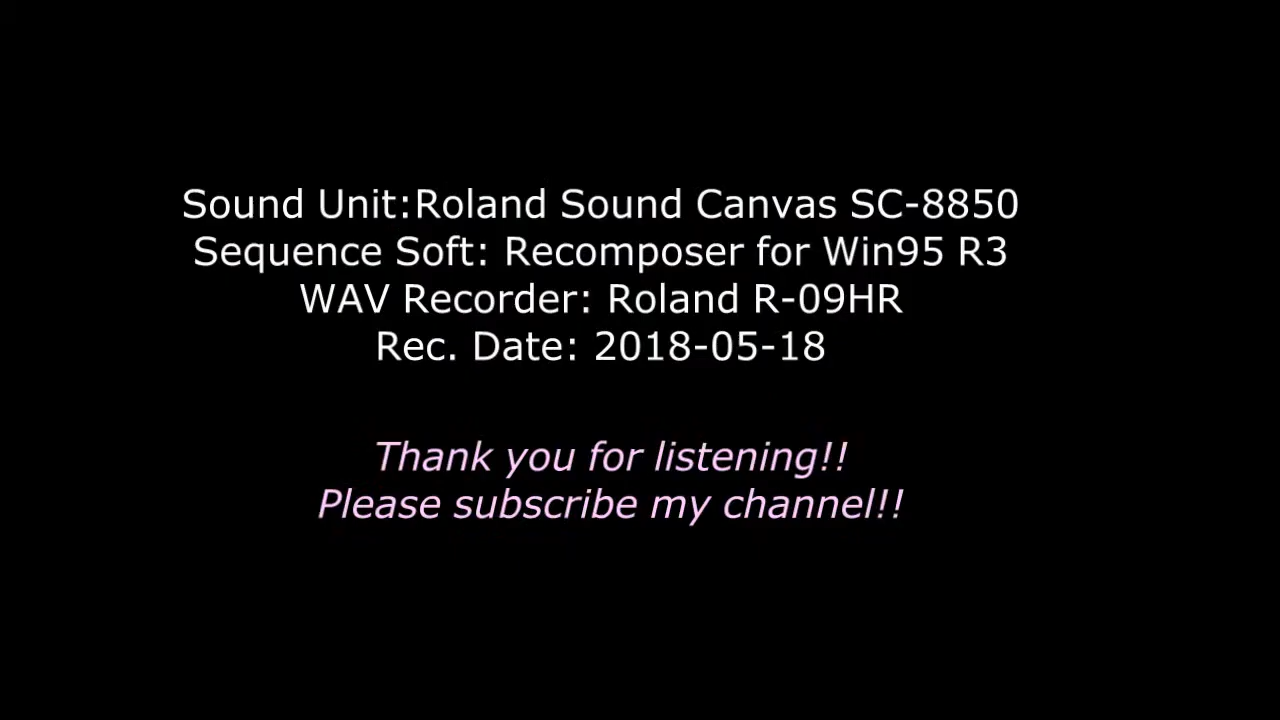 Sound Unit:Roland Sound Canvas SC-8850
Sequence Soft: Recomposer for Win95 R3
WAV Recorder: Roland R-09HR
Rec. Date: 2018-05-18
Thank you for listening!!
Please subscribe my channel!!